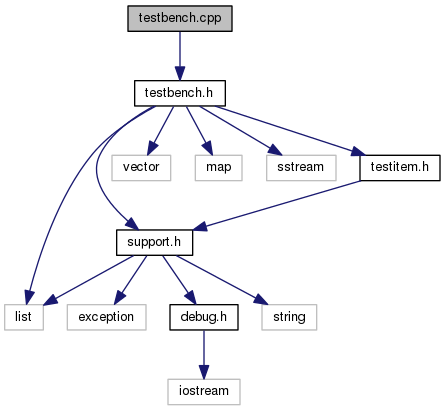 testbench.cpp
testbench.h
vector
map
sstream
testitem.h
support.h
list
exception
debug.h
string
iostream